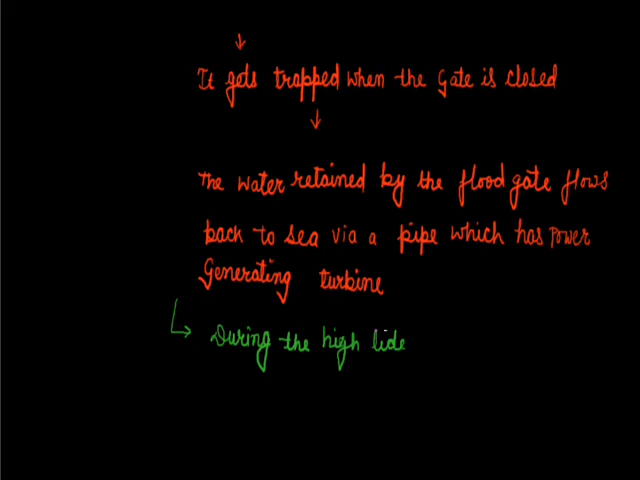 It gets trapped when the Gate is closed
The water retained by the flood gate flows
back to sea via a pipe which has power
Generating turbine
During the high lide